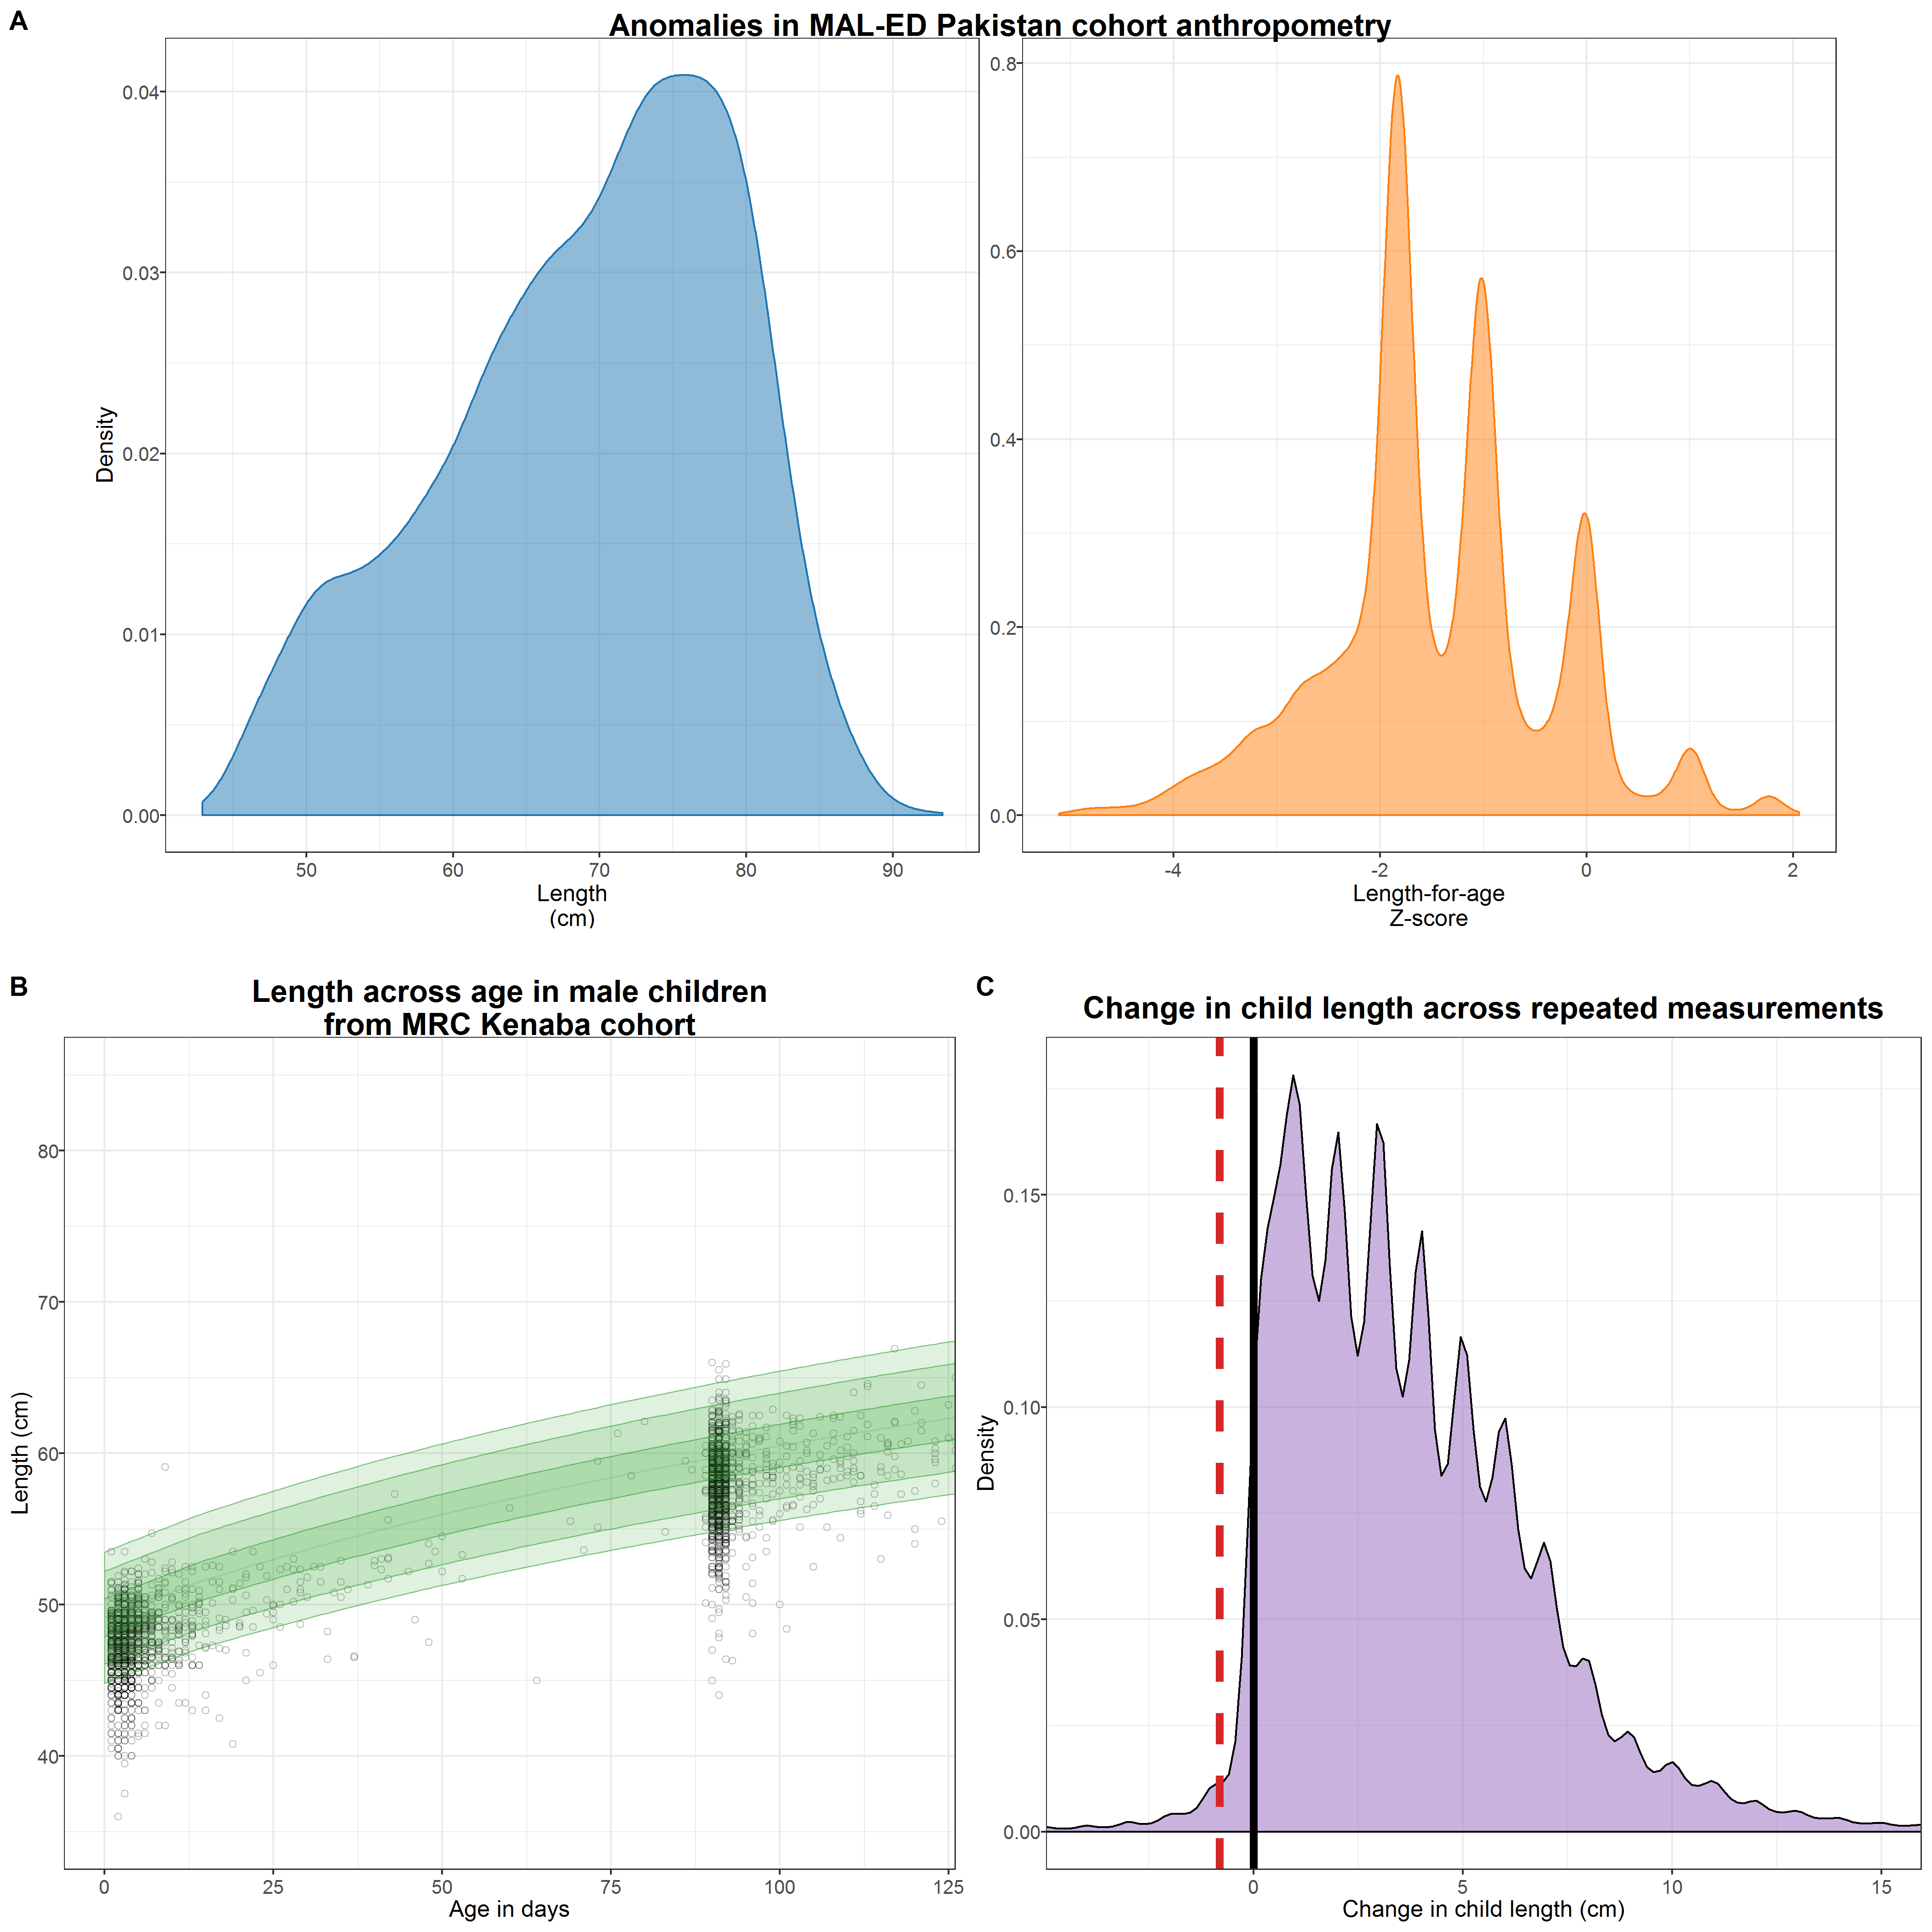 A
Anomalies in MAL-ED Pakistan cohort anthropometry
Density
0.04
0.03
0.02
0.01
0.00
50 60 70 80 90
Length
(cm)
0.8
0.6
0.4
0.2
0.0
-4 -2 0 2
Length-for-age
Z-score
B
Length across age in male children
from MRC Kenaba cohort
Length (cm)
80
70
60
50
40
0 25 50 75 100 125
Age in days
C
Change in child length across repeated measurements
Density
0.15
0.10
0.05
0.00
0 5 10 15
Change in child length (cm)